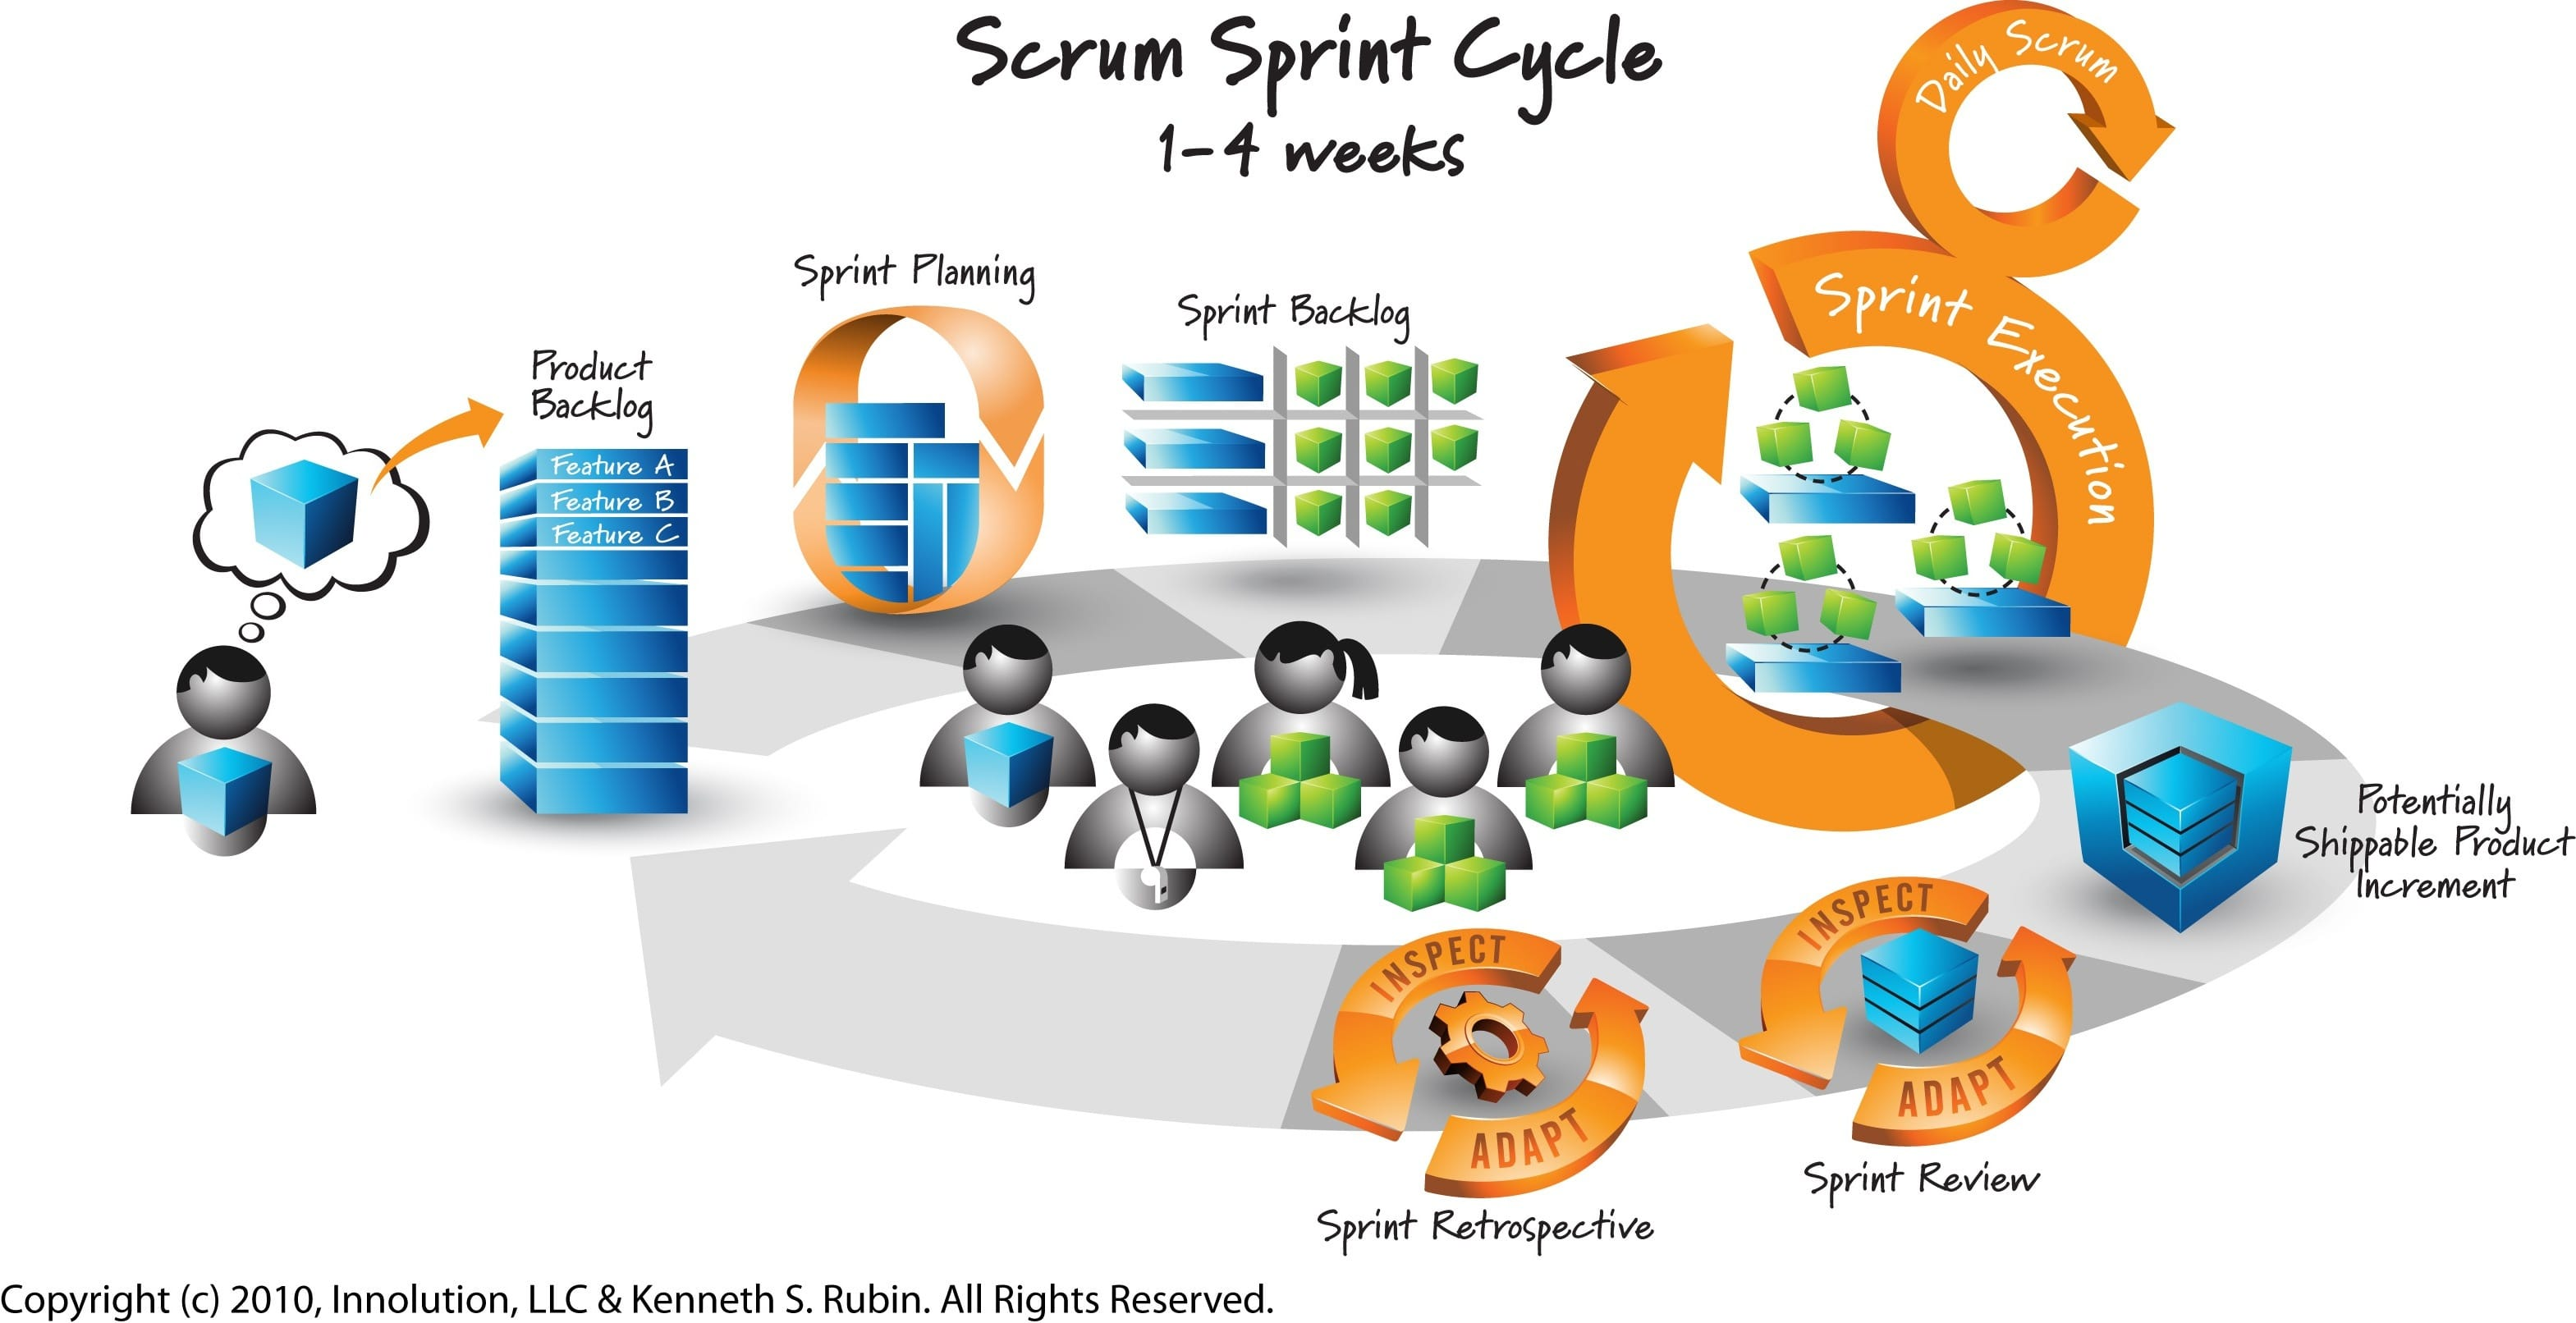 Scrum Sprint Cycle
1-4 weeks
Daily Scrum
Sprint Planning
Sprint Backlog
Sprint Execution
Product
Backlog
Feature A
Feature B
Feature C
Potentially
Shippable Product
Increment
INSPECT
ADAPT
Sprint Review
INSPECT
ADAPT
Sprint Retrospective
Copyright (c) 2010, Innolution, LLC & Kenneth S. Rubin. All Rights Reserved.